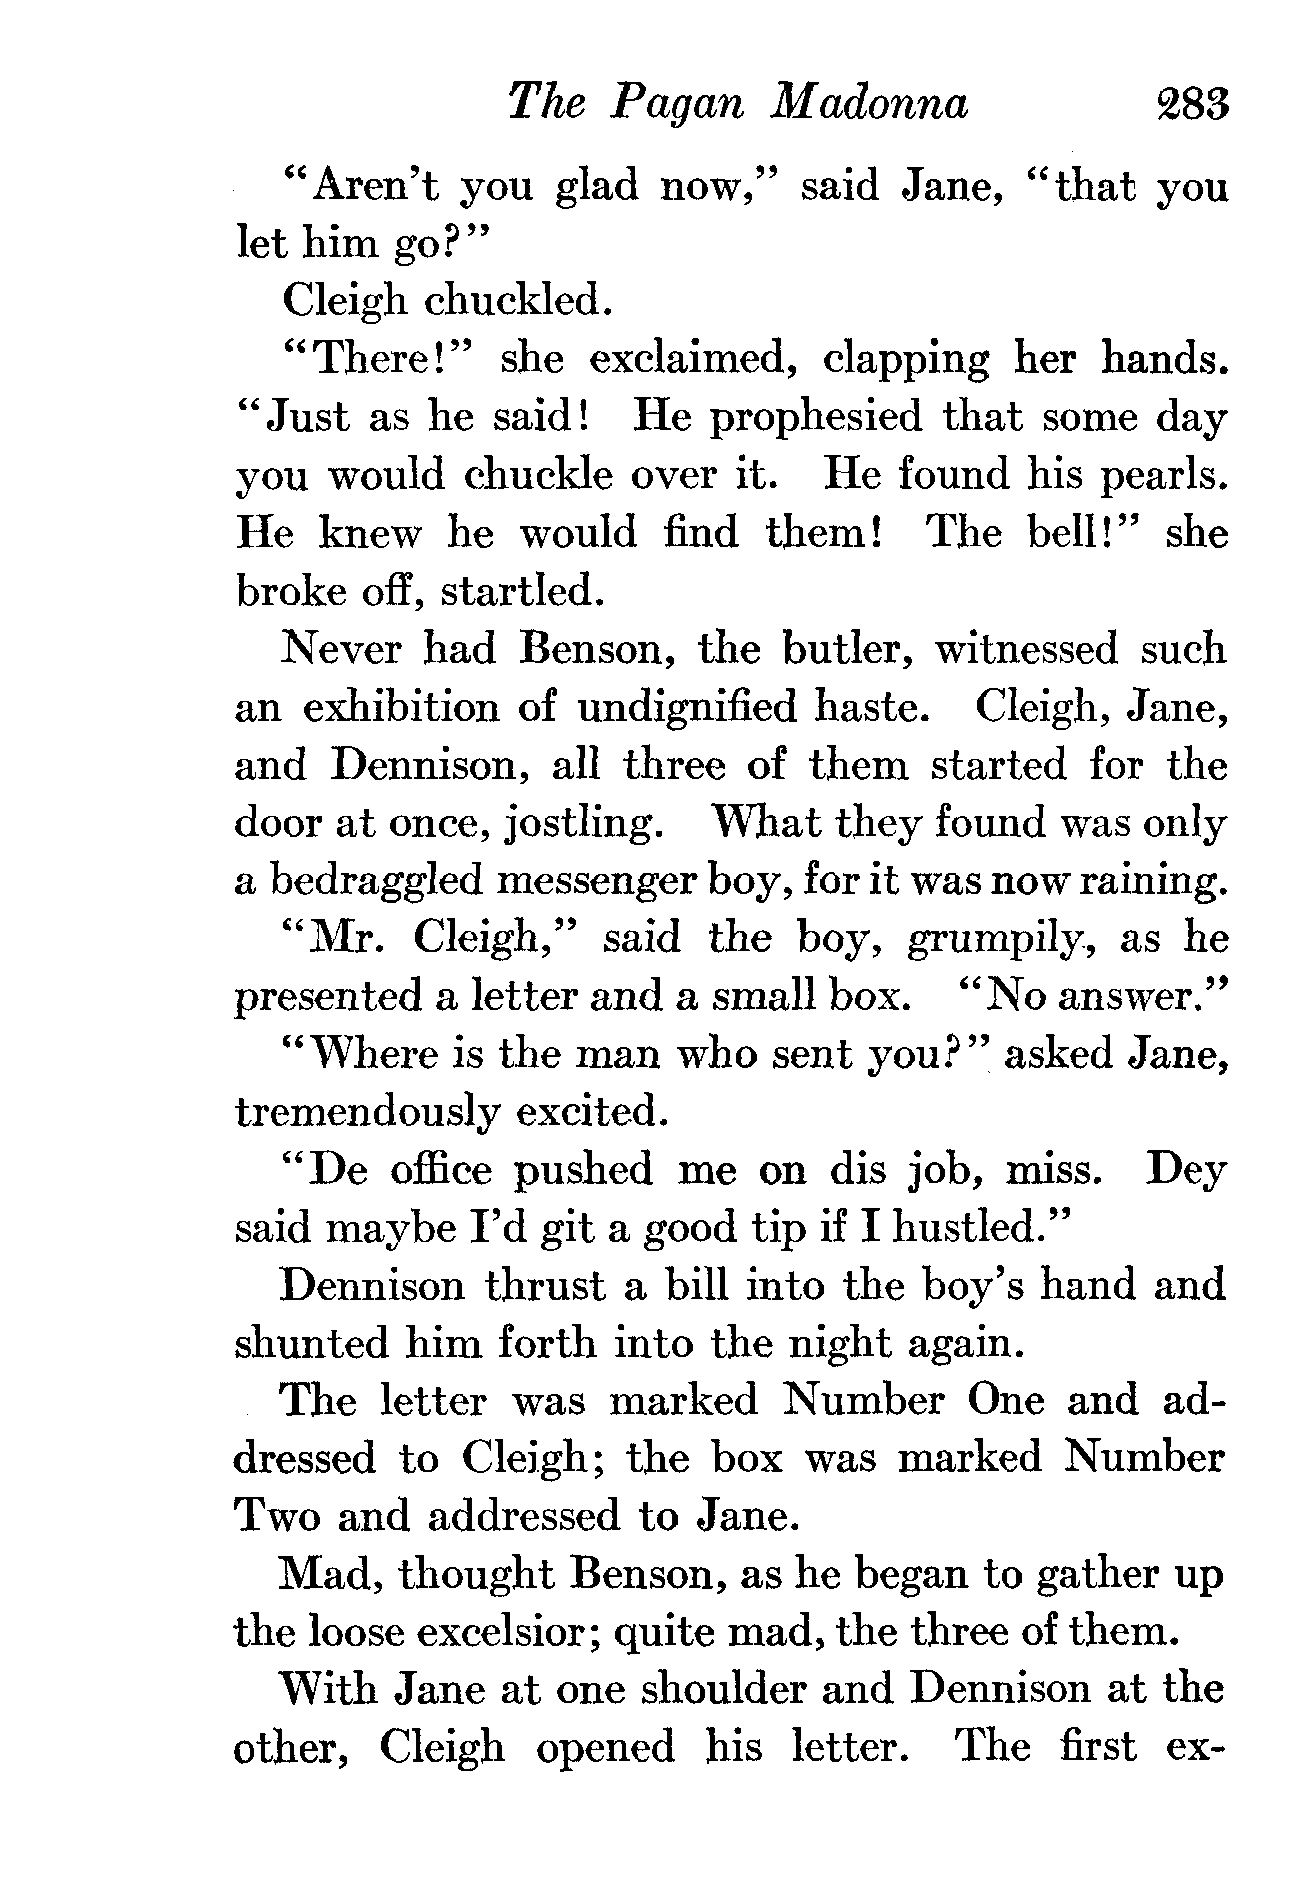 The Pagan Madonna 283
“Aren’t you glad now,” said Jane, “that you
let him go?”
Cleigh chuckled.
“There!” she exclaimed, clapping her hands.
“Just as he said! He prophesied that some day
you would chuckle over it. He found his pearls.
He knew he would find them! The bell!” she
broke off, startled.
Never had Benson, the butler, witnessed such
an exhibition of undignified haste. Cleigh, Jane,
and Dennison, all three of them started for the
door at once, jostling. What they found was only
a bedraggled messenger boy, for it was now raining.
“Mr. Cleigh,” said the boy, grumpily, as he
presented a letter and a small box. “No answer.”
“Where is the man who sent you?” asked Jane,
tremendously excited.
“De office pushed me on dis job, miss. Dey
said maybe I’d git a good tip if I hustled.”
Dennison thrust a bill into the boy’s hand and
shunted him forth into the night again.
The letter was marked Number One and ad-
dressed to Cleigh; the box was marked Number
Two and addressed to Jane.
Mad, thought Benson, as he began to gather up
the loose excelsior; quite mad, the three of them.
With Jane at one shoulder and Dennison at the
other, Cleigh opened his letter. The first ex-